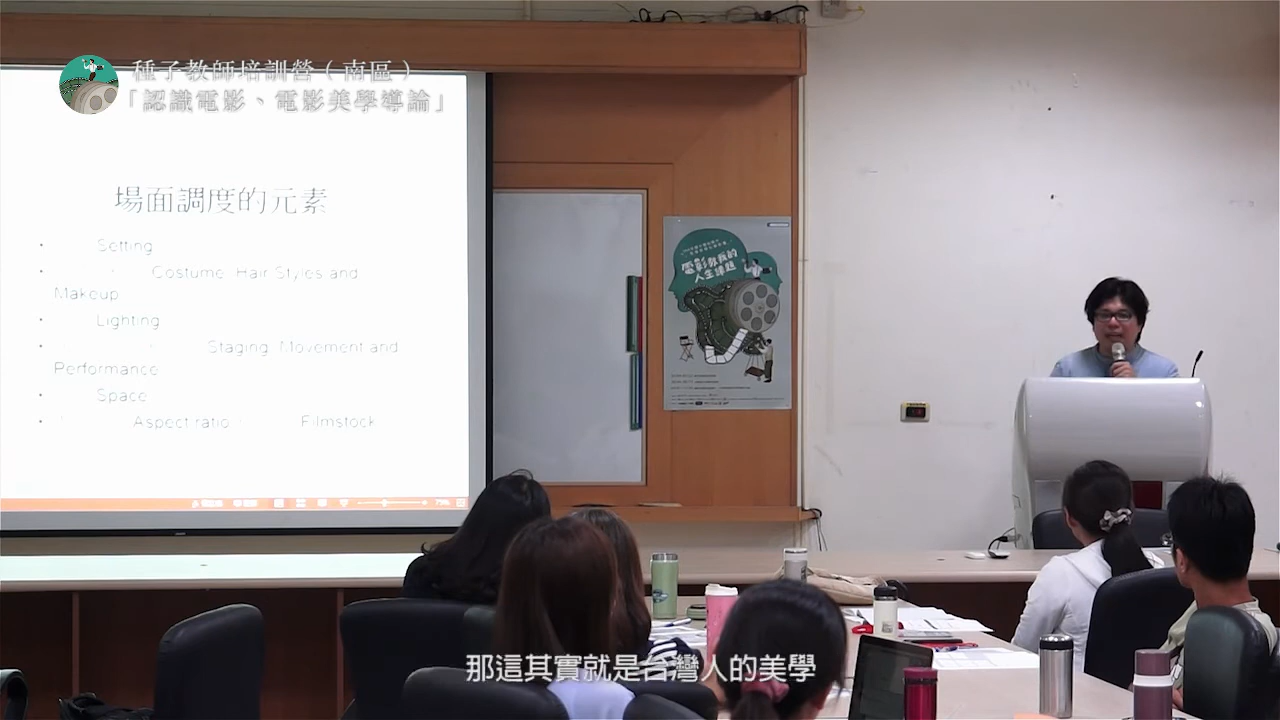 種子教師培訓營（南區）
「認識電影、電影美學導論」
場面調度的元素
Setting
Costume Hair Styles and
Makeup
Lighting
Staging Movement and
Performance
Space
Aspect ratio
Filmstock
電影教我的
人生課題
那這其實就是台灣人的美學